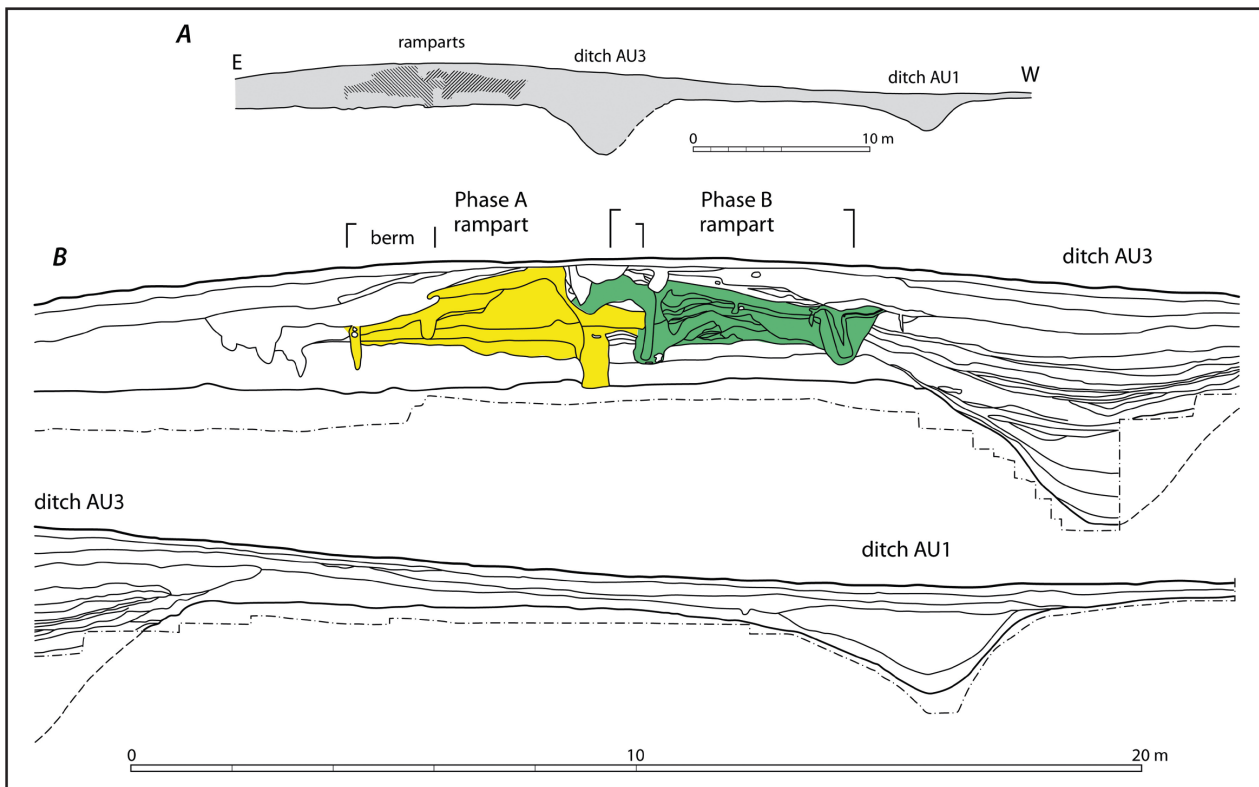 A
E
ramparts
ditch AU3
ditch AU1
W
0
10 m
Phase A
rampart
Phase B
rampart
berm
B
ditch AU3
ditch AU3
ditch AU1
0
10
20 m